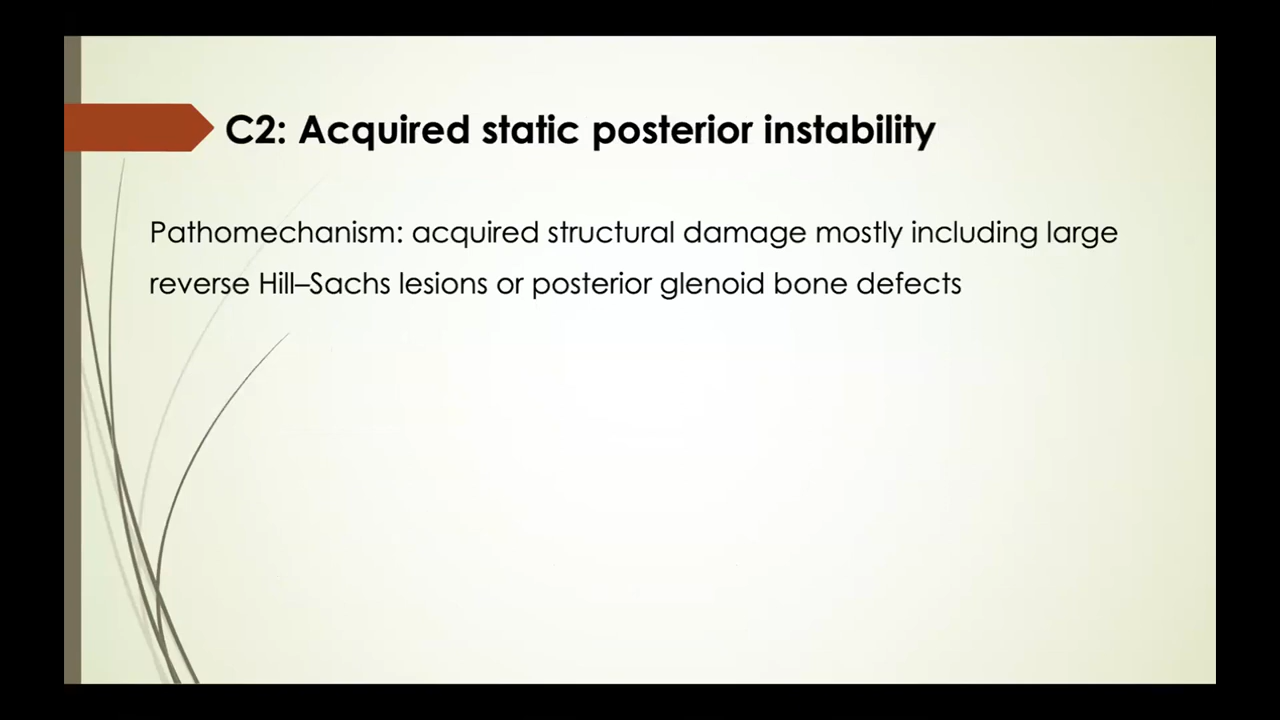 C2: Acquired static posterior instability
Pathomechanism: acquired structural damage mostly including large
reverse Hill–Sachs lesions or posterior glenoid bone defects